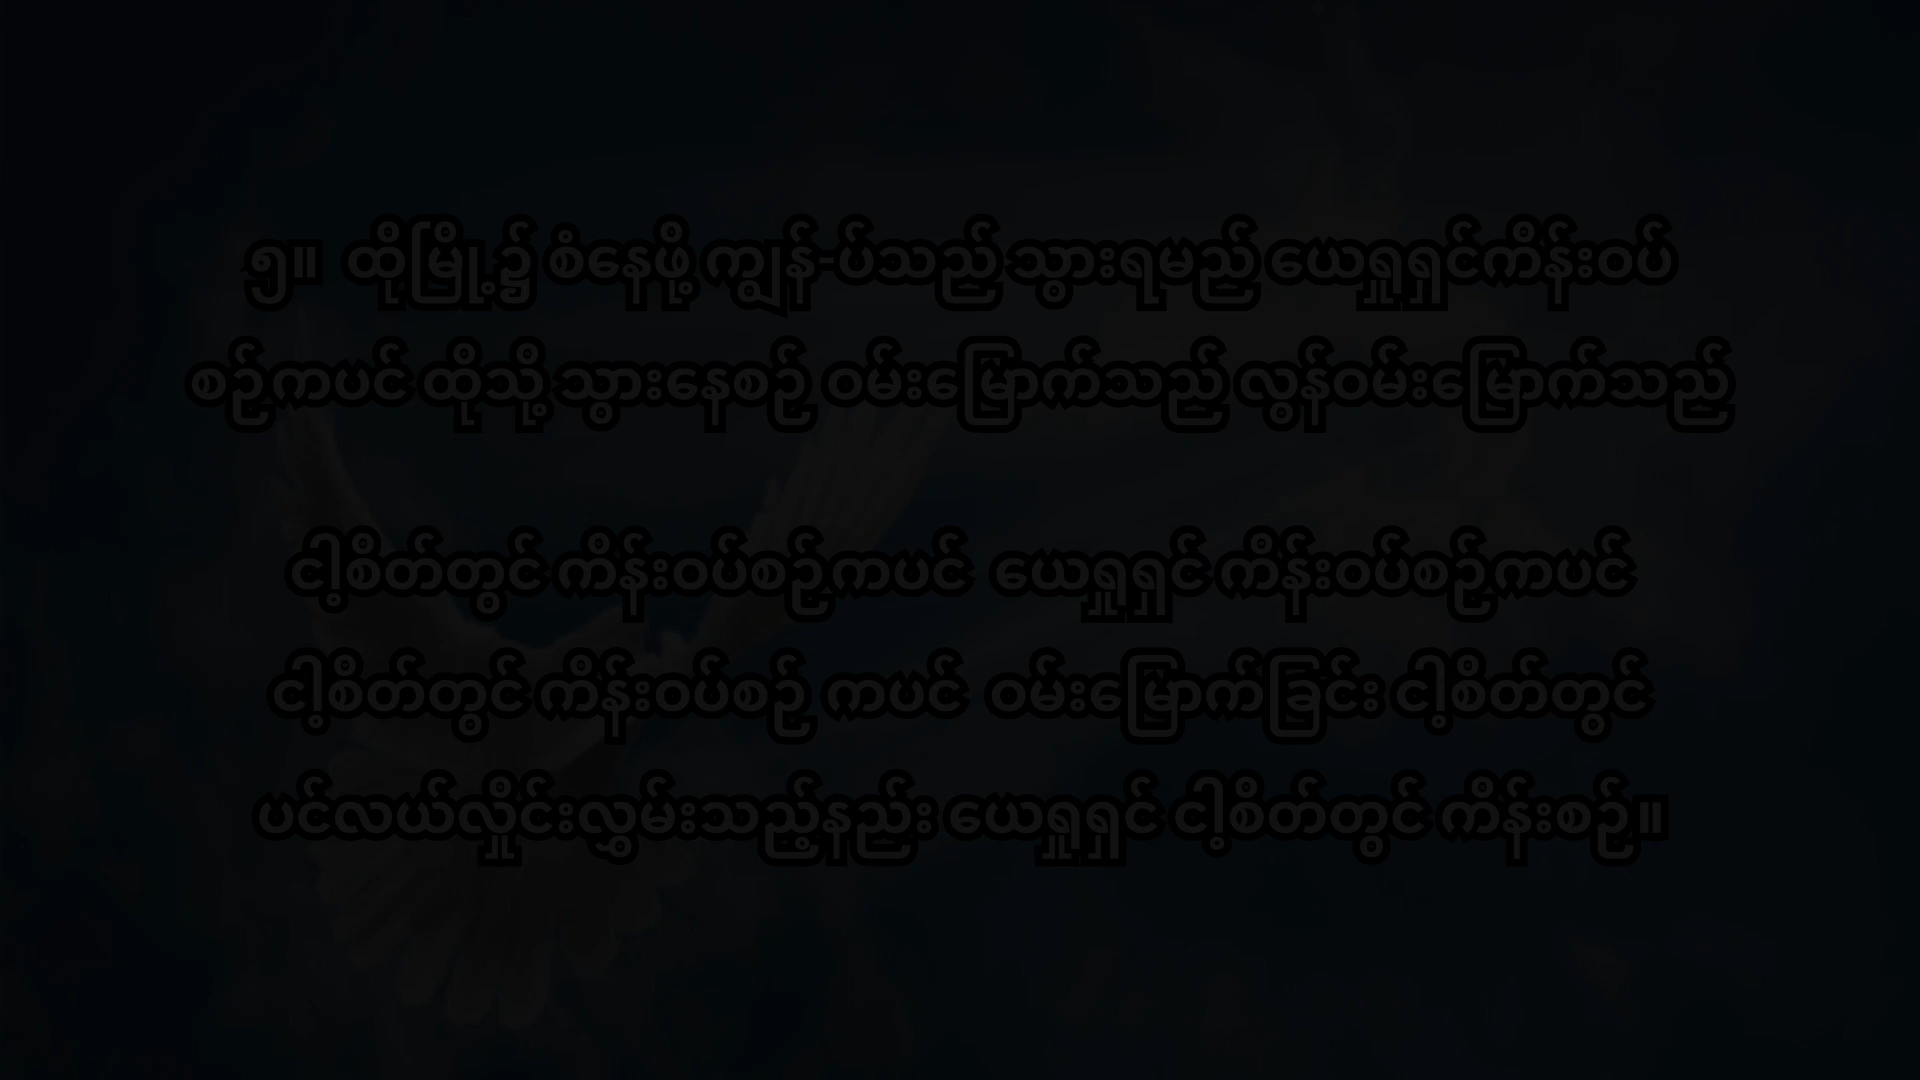 ၅။ ထိုမြို့၌ စံနေဖို့ ကျွန်-ပ်သည် သွားရမည် ယေရှုရှင်ကိန်းဝပ်
စဉ်ကပင် ထိုသို့ သွားနေစဉ် ဝမ်းမြောက်သည် လွန်ဝမ်းမြောက်သည်
ငါ့စိတ်တွင် ကိန်းဝပ်စဉ်ကပင် ယေရှုရှင် ကိန်းဝပ်စဉ်ကပင်
ငါ့စိတ်တွင် ကိန်းဝပ်စဉ် ကပင် ဝမ်းမြောက်ခြင်း ငါ့စိတ်တွင်
ပင်လယ်လှိုင်းလွှမ်းသည့်နည်း ယေရှုရှင် ငါ့စိတ်တွင် ကိန်းစဉ်။